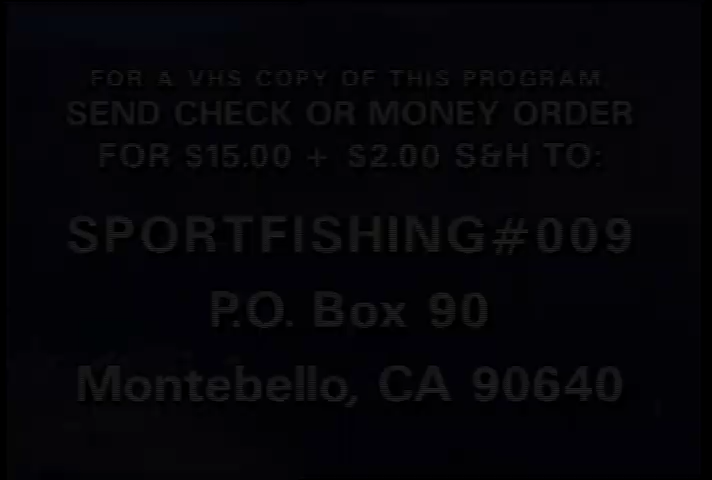 FOR A VHS COPY OF THIS PROGRAM,
SEND CHECK OR MONEY ORDER
FOR $15.00 + $2.00 S&H TO:
SPORTFISHING#009
P.O. Box 90
Montebello, CA 90640